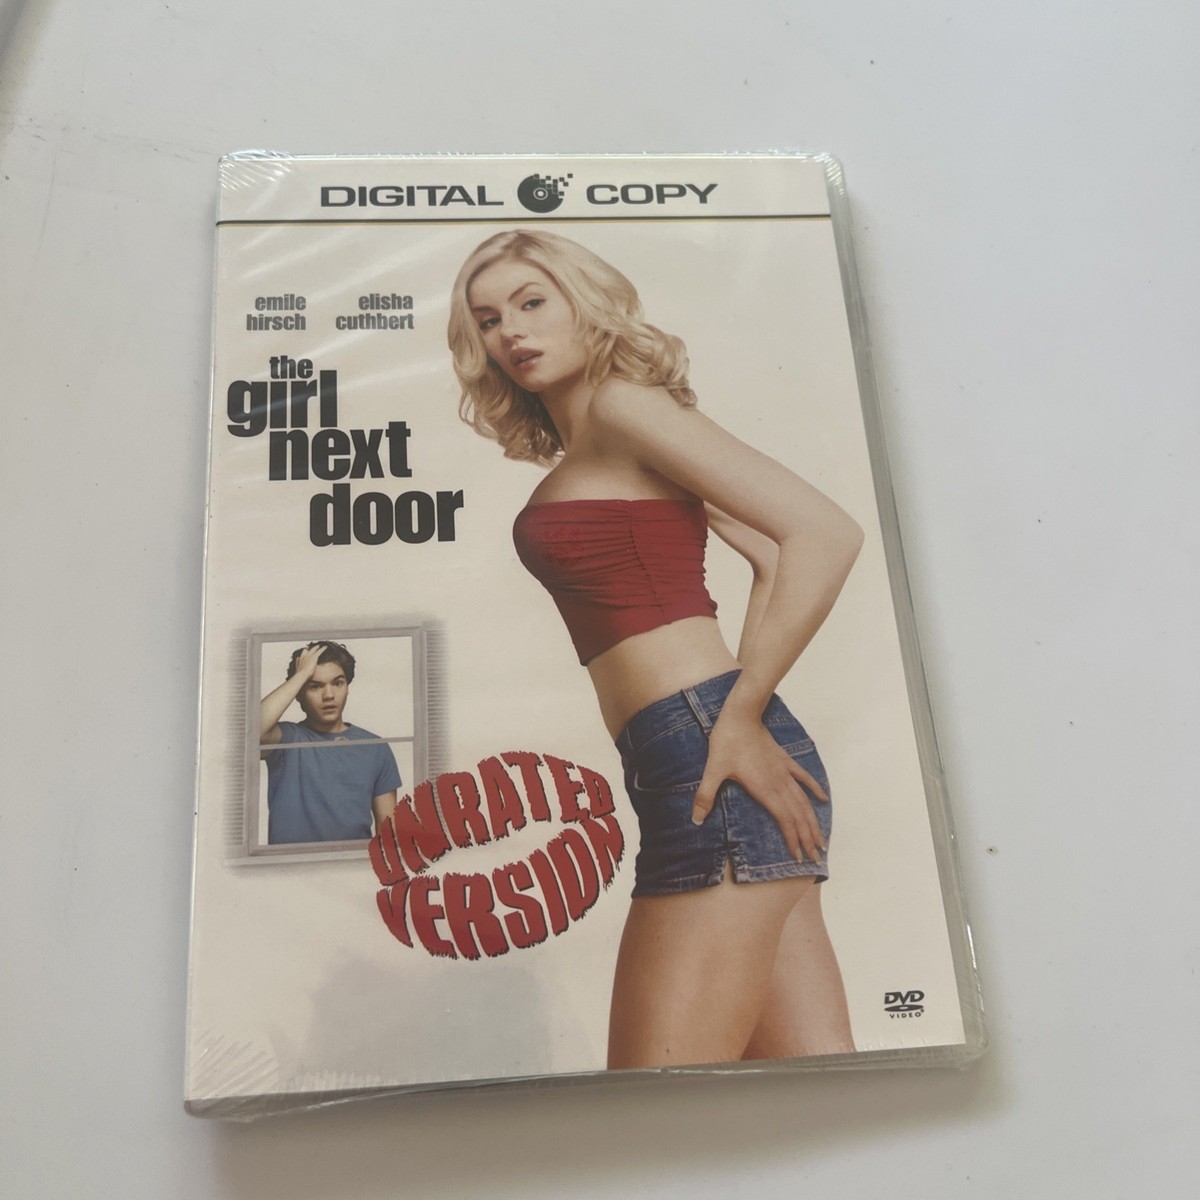 DIGITAL COPY
emile hirsch
elisha cuthbert
the
girl
next
door
UNRATED
VERSION
DVD
VIDEO